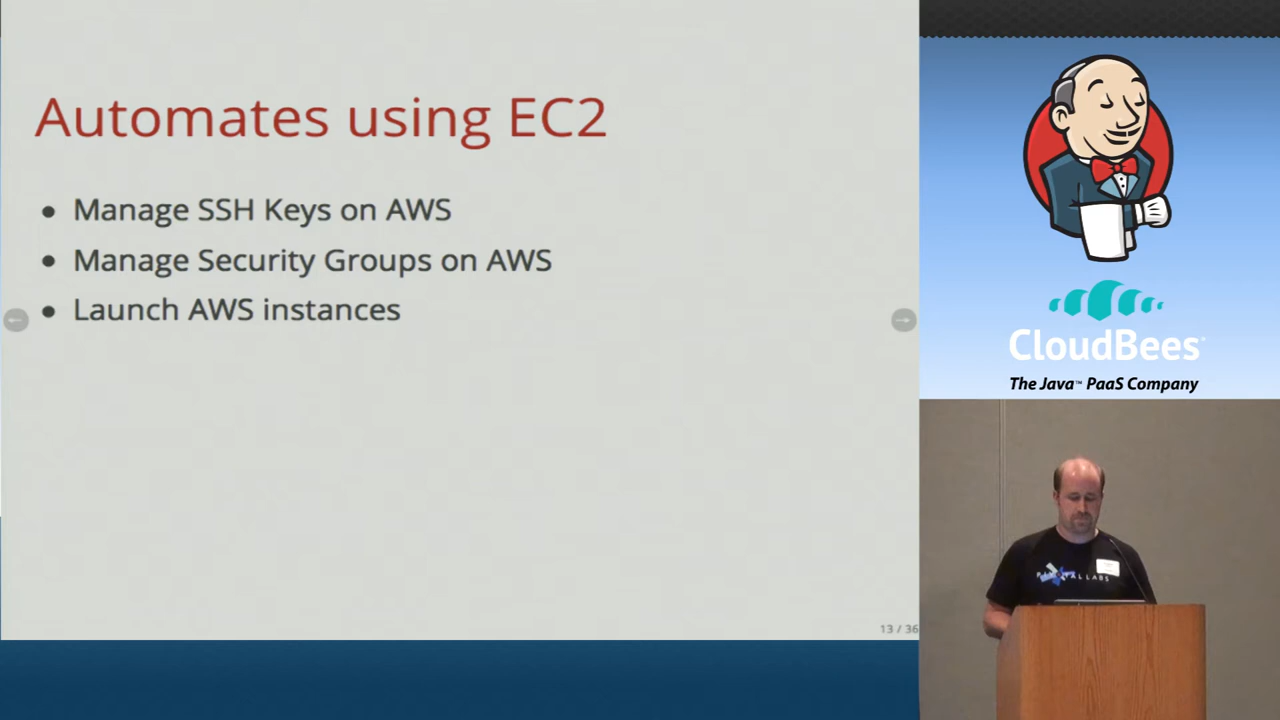 Automates using EC2
• Manage SSH Keys on AWS
• Manage Security Groups on AWS
• Launch AWS instances
13 / 36
CloudBees
The Java™ PaaS Company